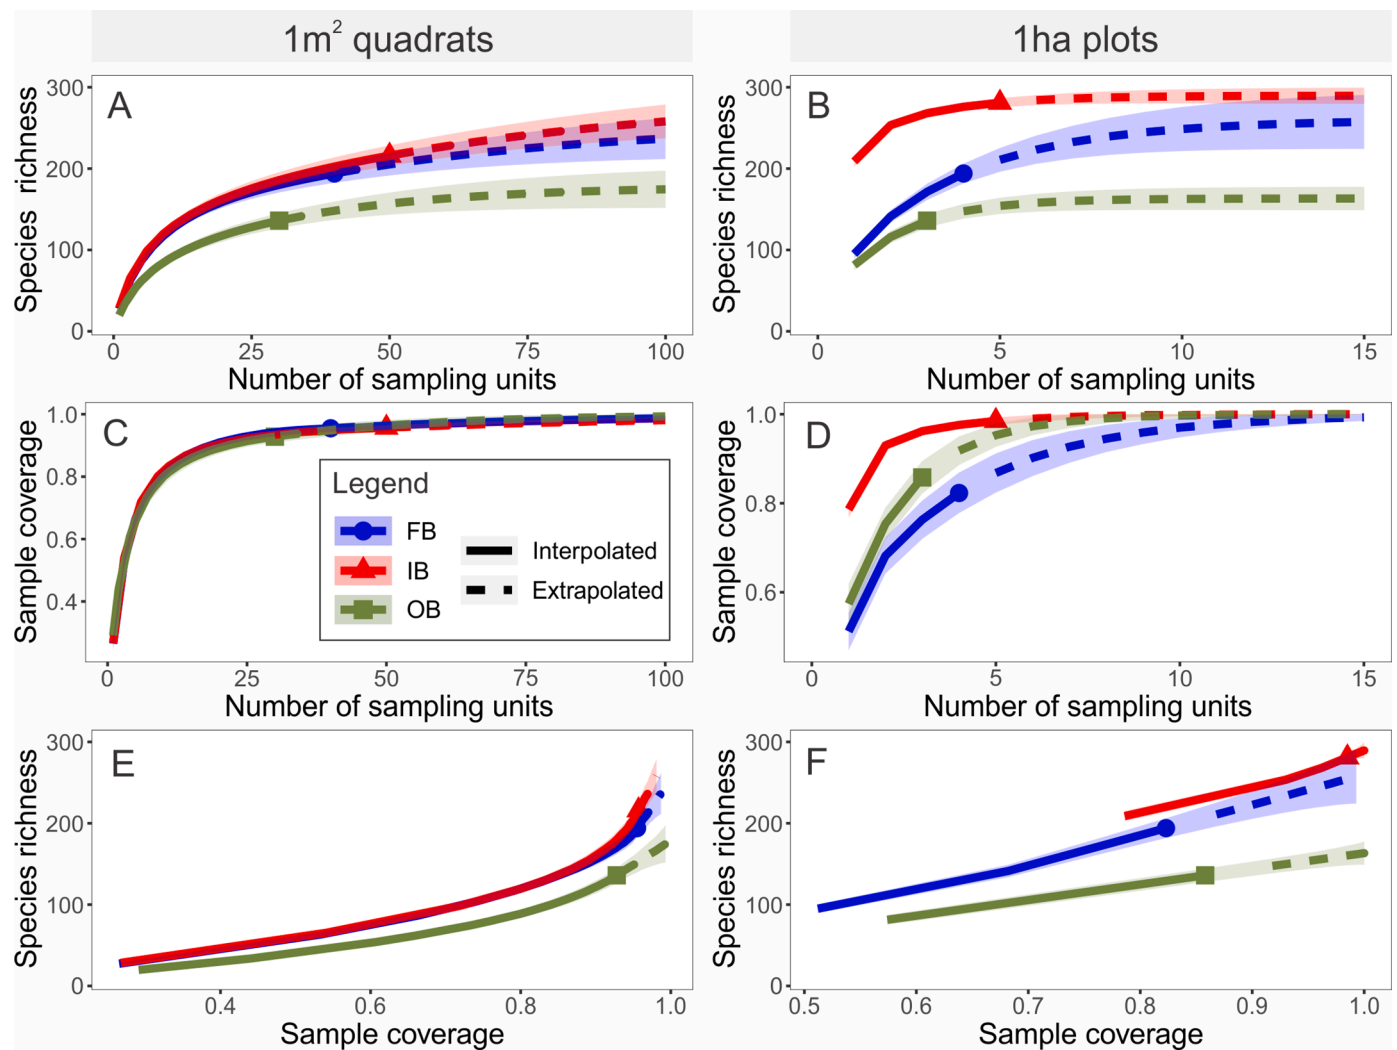 1m² quadrats
1ha plots
A
Species richness
300
200
100
0
0 25 50 75 100
Number of sampling units
B
Species richness
300
200
100
0
0 5 10 15
Number of sampling units
C
Sample coverage
1.0
0.8
0.6
0.4
0 25 50 75 100
Number of sampling units
Legend
FB
IB
OB
Interpolated
Extrapolated
D
Sample coverage
1.0
0.8
0.6
0 5 10 15
Number of sampling units
E
Species richness
300
200
100
0
0.4 0.6 0.8 1.0
Sample coverage
F
Species richness
300
200
100
0
0.5 0.6 0.7 0.8 0.9 1.0
Sample coverage